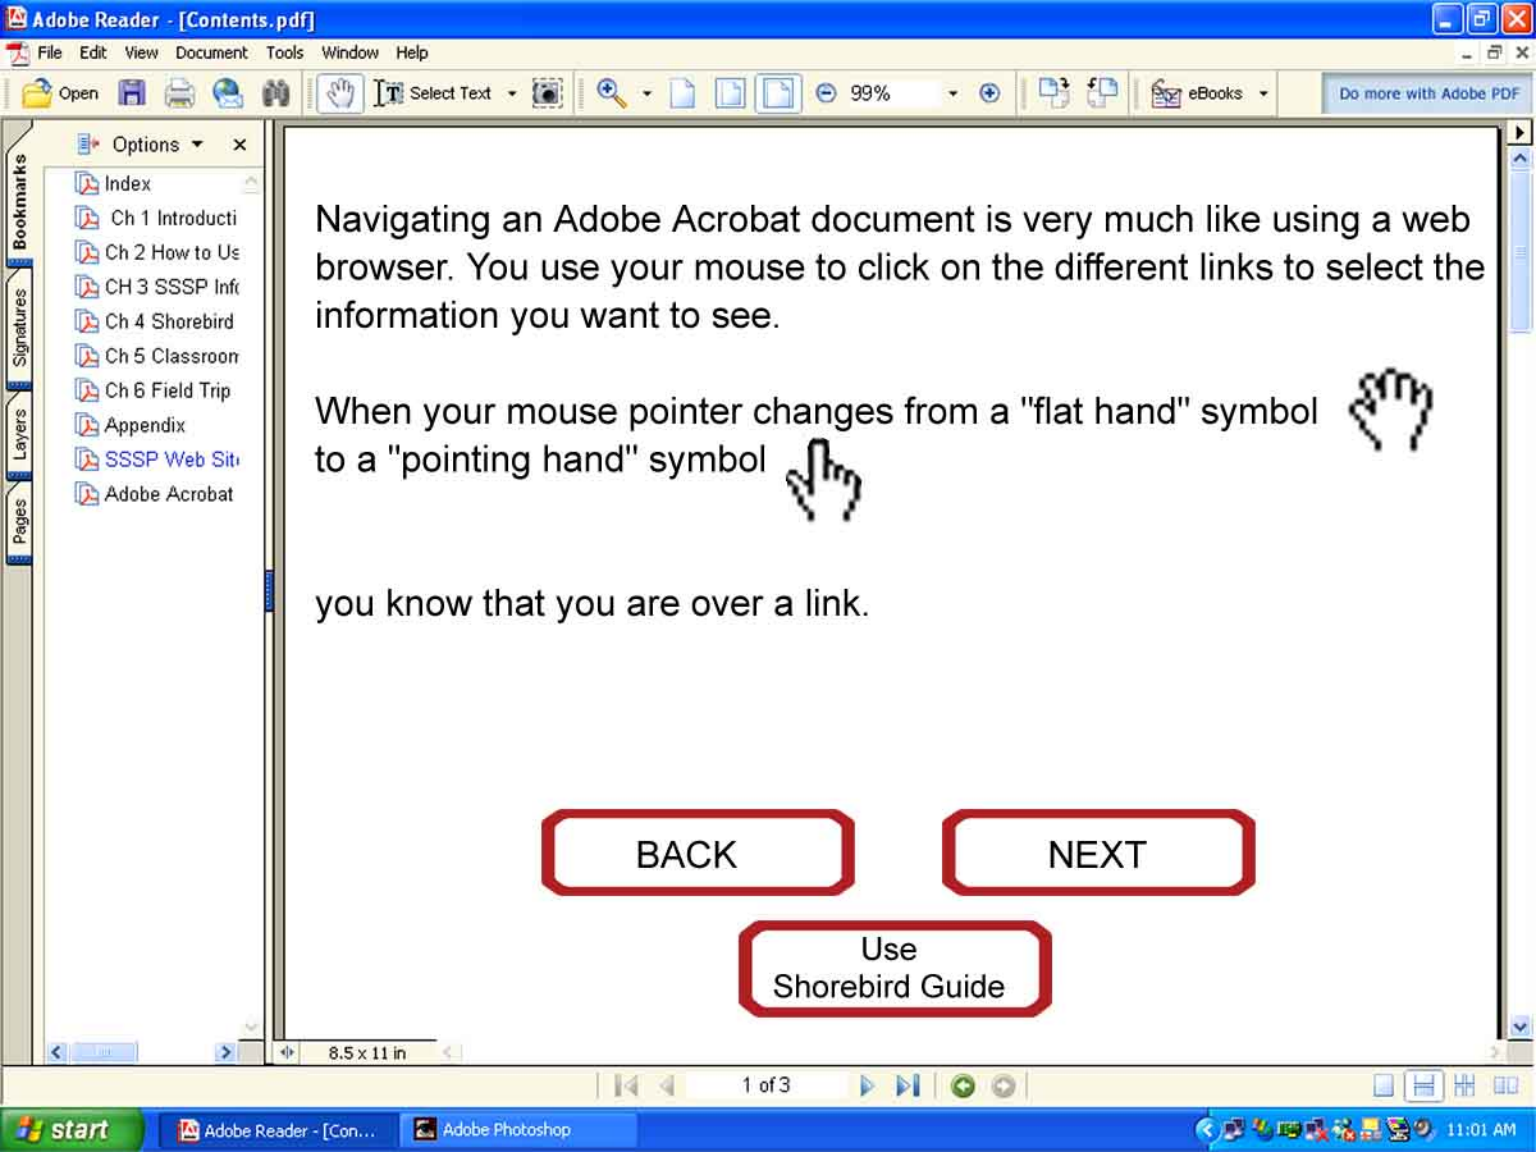 Adobe Reader - [Contents.pdf]
File Edit View Document Tools Window Help
Open Select Text 99% eBooks Do more with Adobe PDF
Options
Bookmarks
Signatures
Layers
Pages
Index
Ch 1 Introducti
Ch 2 How to Us
CH 3 SSSP Info
Ch 4 Shorebird
Ch 5 Classroon
Ch 6 Field Trip
Appendix
SSSP Web Sit
Adobe Acrobat
Navigating an Adobe Acrobat document is very much like using a web
browser. You use your mouse to click on the different links to select the
information you want to see.
When your mouse pointer changes from a "flat hand" symbol
to a "pointing hand" symbol
you know that you are over a link.
BACK NEXT
Use
Shorebird Guide
8.5 x 11 in
1 of 3
start Adobe Reader - [Con... Adobe Photoshop 11:01 AM